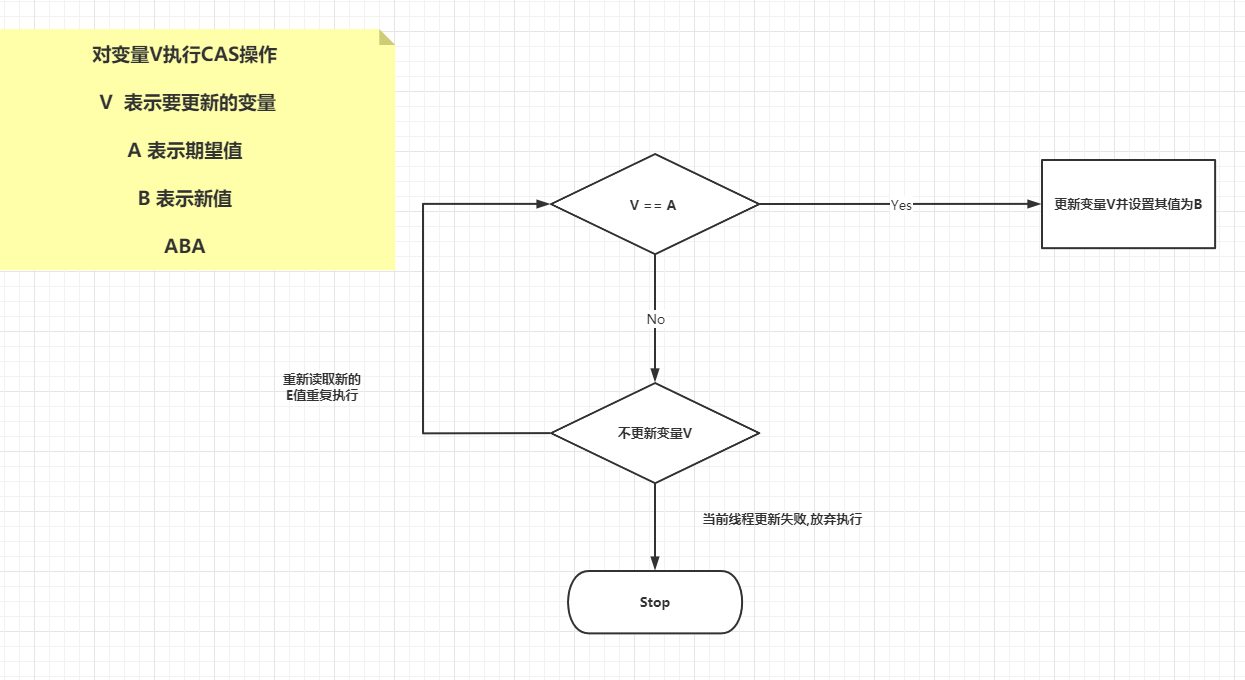 对变量V执行CAS操作
V 表示要更新的变量
A 表示期望值
B 表示新值
ABA
V == A
Yes
更新变量V并设置其值为B
No
重新读取新的
E值重复执行
不更新变量V
当前线程更新失败,放弃执行
Stop